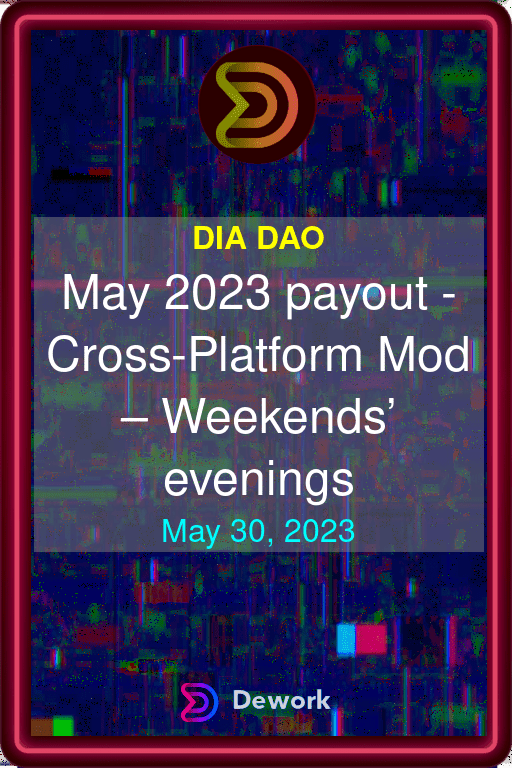 DIA DAO
May 2023 payout -
Cross-Platform Mod
– Weekends’
evenings
May 30, 2023
Dework